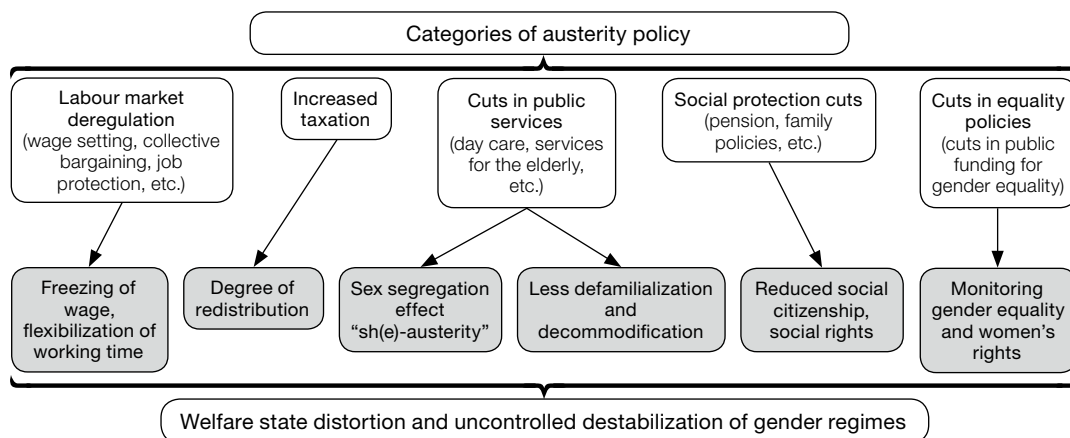 Categories of austerity policy
Labour market
deregulation
(wage setting, collective
bargaining, job
protection, etc.)
Increased
taxation
Cuts in public
services
(day care, services
for the elderly,
etc.)
Social protection cuts
(pension, family
policies, etc.)
Cuts in equality
policies
(cuts in public
funding for
gender equality)
Freezing of
wage,
flexibilization of
working time
Degree of
redistribution
Sex segregation
effect
“sh(e)-austerity”
Less defamilialization
and
decommodification
Reduced social
citizenship,
social rights
Monitoring
gender equality
and women’s
rights
Welfare state distortion and uncontrolled destabilization of gender regimes